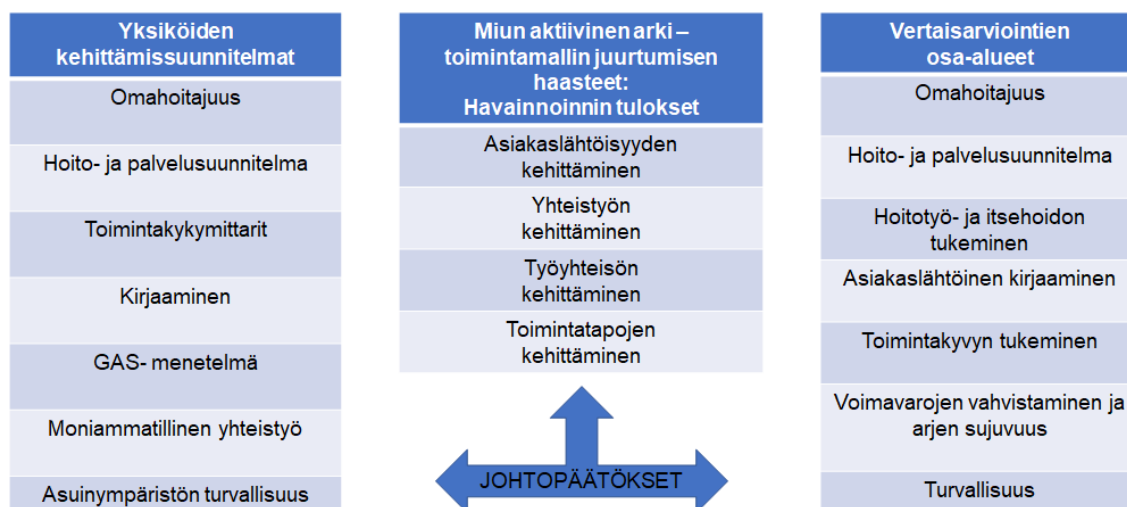 Yksiköiden
kehittämissuunnitelmat
Omahoitajuus
Hoito- ja palvelusuunnitelma
Toimintakykymittarit
Kirjaaminen
GAS- menetelmä
Moniammatillinen yhteistyö
Asuinympäristön turvallisuus
Miun aktiivinen arki –
toimintamallin juurtumisen
haasteet:
Havainnoinnin tulokset
Asiakaslähtöisyyden
kehittäminen
Yhteistyön
kehittäminen
Työyhteisön
kehittäminen
Toimintatapojen
kehittäminen
JOHTOPÄÄTÖKSET
Vertaisarviointien
osa-alueet
Omahoitajuus
Hoito- ja palvelusuunnitelma
Hoitotyö- ja itsehoidon
tukeminen
Asiakaslähtöinen kirjaaminen
Toimintakyvyn tukeminen
Voimavarojen vahvistaminen ja
arjen sujuvuus
Turvallisuus